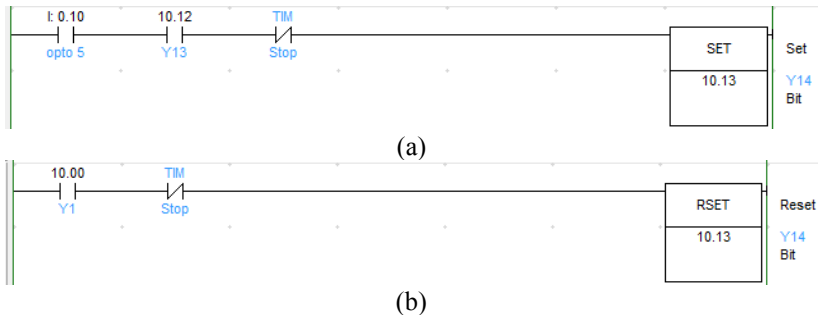 I: 0.10 10.12 TIM
opto 5 Y13 Stop
SET Set
10.13 Y14
Bit
(a)
10.00 TIM
Y1 Stop
RSET Reset
10.13 Y14
Bit
(b)